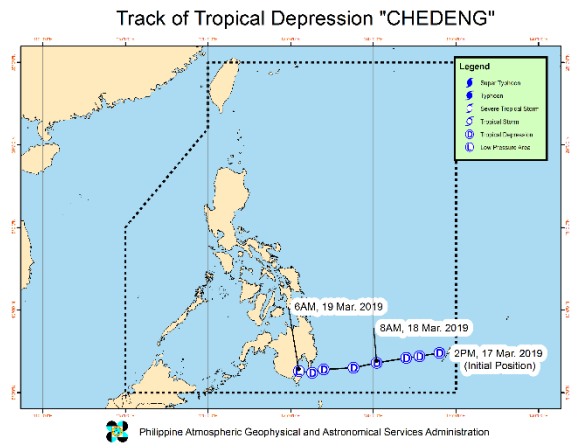 Track of Tropical Depression "CHEDENG"
Legend
Super Typhoon
Typhoon
Severe Tropical Storm
Tropical Storm
D Tropical Depression
L Low Pressure Area
6AM, 19 Mar. 2019
8AM, 18 Mar. 2019
2PM, 17 Mar. 2019
(Initial Position)
L D D D D D D D
Philippine Atmospheric Geophysical and Astronomical Services Administration